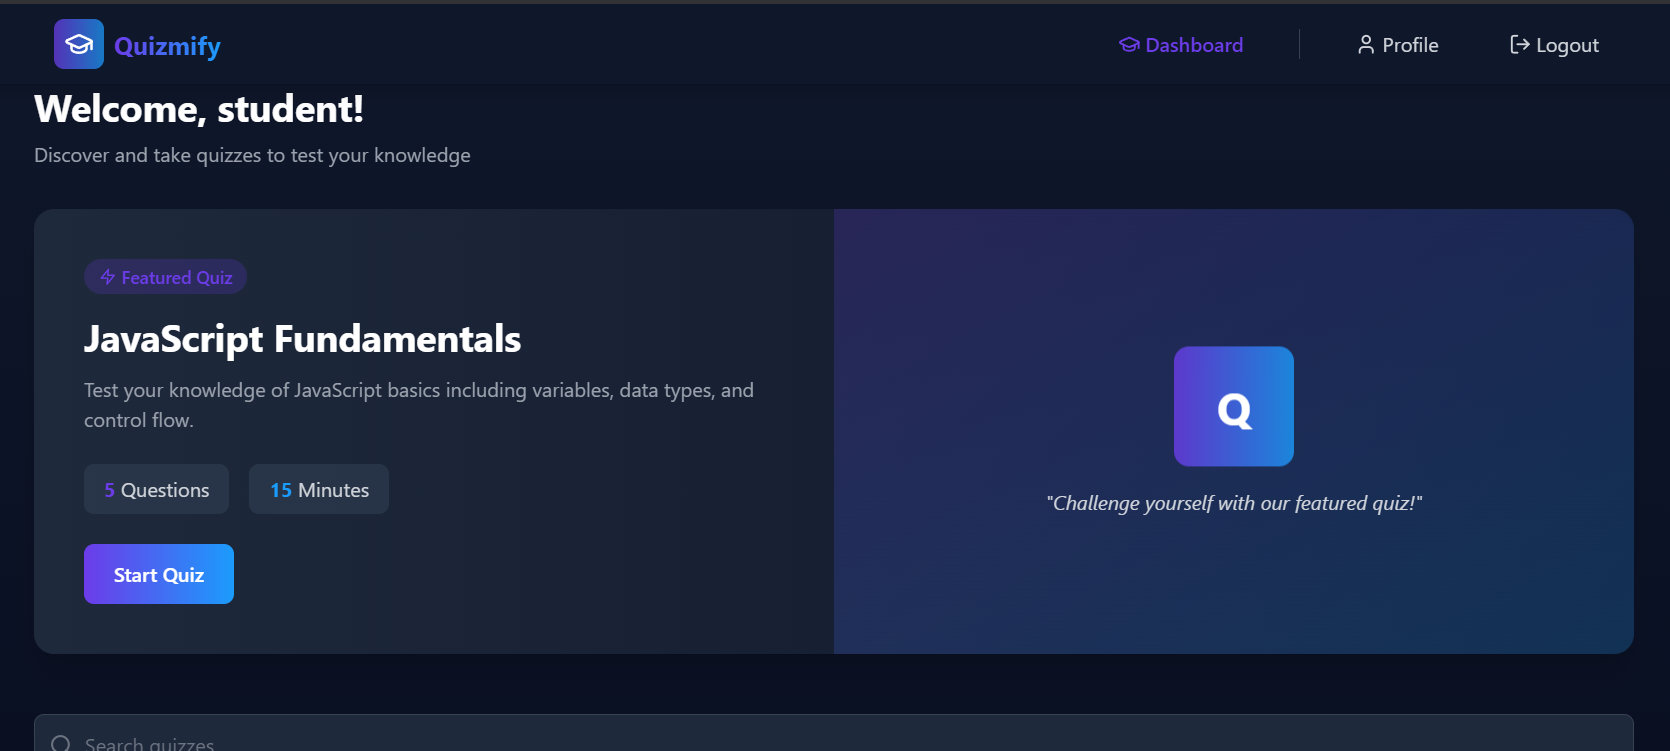 Quizmify
Dashboard
Profile
Logout
Welcome, student!
Discover and take quizzes to test your knowledge
Featured Quiz
JavaScript Fundamentals
Test your knowledge of JavaScript basics including variables, data types, and
control flow.
5 Questions
15 Minutes
Start Quiz
Q
"Challenge yourself with our featured quiz!"
Search quizzes